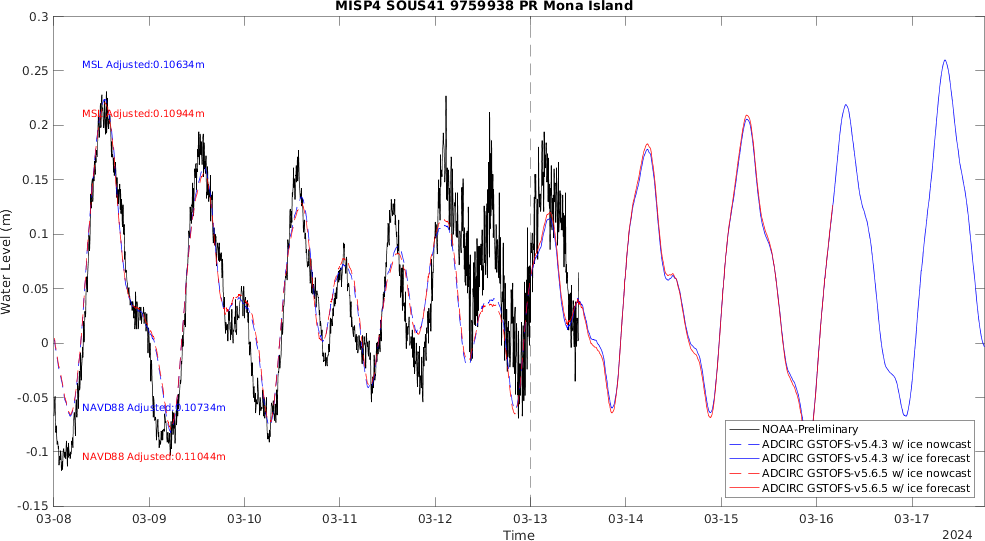 MISP4 SOUS41 9759938 PR Mona Island
0.3
0.25
0.2
0.15
0.1
0.05
0
-0.05
-0.1
-0.15
Water Level (m)
MSL Adjusted:0.10634m
MSL Adjusted:0.10944m
NAVD88 Adjusted:0.10734m
NAVD88 Adjusted:0.11044m
NOAA-Preliminary
ADCIRC GSTOFS-v5.4.3 w/ ice nowcast
ADCIRC GSTOFS-v5.4.3 w/ ice forecast
ADCIRC GSTOFS-v5.6.5 w/ ice nowcast
ADCIRC GSTOFS-v5.6.5 w/ ice forecast
03-08 03-09 03-10 03-11 03-12 03-13 03-14 03-15 03-16 03-17
Time
2024